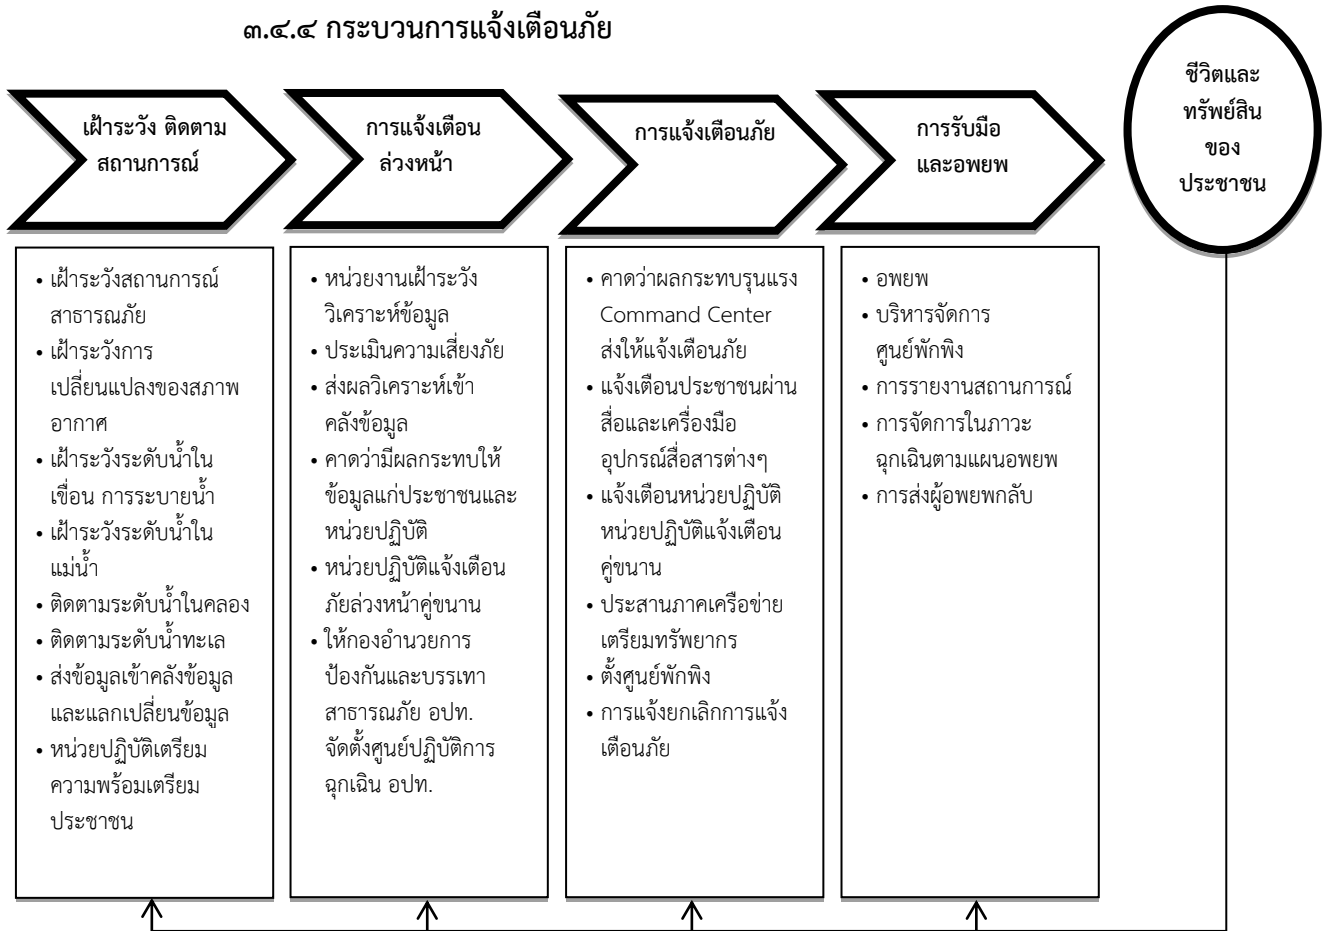 ๓.๔.๔ กระบวนการแจ้งเตือนภัย
เฝ้าระวัง ติดตาม
สถานการณ์
การแจ้งเตือน
ล่วงหน้า
การแจ้งเตือนภัย
การรับมือ
และอพยพ
ชีวิตและ
ทรัพย์สิน
ของ
ประชาชน
• เฝ้าระวังสถานการณ์
สาธารณภัย
• เฝ้าระวังการ
เปลี่ยนแปลงของสภาพ
อากาศ
• เฝ้าระวังระดับน้ำใน
เขื่อน การระบายน้ำ
• เฝ้าระวังระดับน้ำใน
แม่น้ำ
• ติดตามระดับน้ำในคลอง
• ติดตามระดับน้ำทะเล
• ส่งข้อมูลเข้าคลังข้อมูล
และแลกเปลี่ยนข้อมูล
• หน่วยปฏิบัติเตรียม
ความพร้อมเตรียม
ประชาชน
• หน่วยงานเฝ้าระวัง
วิเคราะห์ข้อมูล
• ประเมินความเสี่ยงภัย
• ส่งผลวิเคราะห์เข้า
คลังข้อมูล
• คาดว่ามีผลกระทบให้
ข้อมูลแก่ประชาชนและ
หน่วยปฏิบัติ
• หน่วยปฏิบัติแจ้งเตือน
ภัยล่วงหน้าคู่ขนาน
• ให้กองอำนวยการ
ป้องกันและบรรเทา
สาธารณภัย อปท.
จัดตั้งศูนย์ปฏิบัติการ
ฉุกเฉิน อปท.
• คาดว่าผลกระทบรุนแรง
Command Center
ส่งให้แจ้งเตือนภัย
• แจ้งเตือนประชาชนผ่าน
สื่อและเครื่องมือ
อุปกรณ์สื่อสารต่างๆ
• แจ้งเตือนหน่วยปฏิบัติ
หน่วยปฏิบัติแจ้งเตือน
คู่ขนาน
• ประสานภาคเครือข่าย
เตรียมทรัพยากร
• ตั้งศูนย์พักพิง
• การแจ้งยกเลิกการแจ้ง
เตือนภัย
• อพยพ
• บริหารจัดการ
ศูนย์พักพิง
• การรายงานสถานการณ์
• การจัดการในภาวะ
ฉุกเฉินตามแผนอพยพ
• การส่งผู้อพยพกลับ